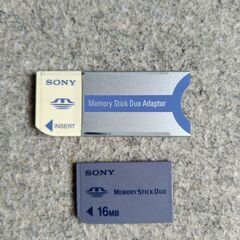 SONY
Memory Stick Duo Adaptor
INSERT
SONY
MEMORY STICK DUO
16MB